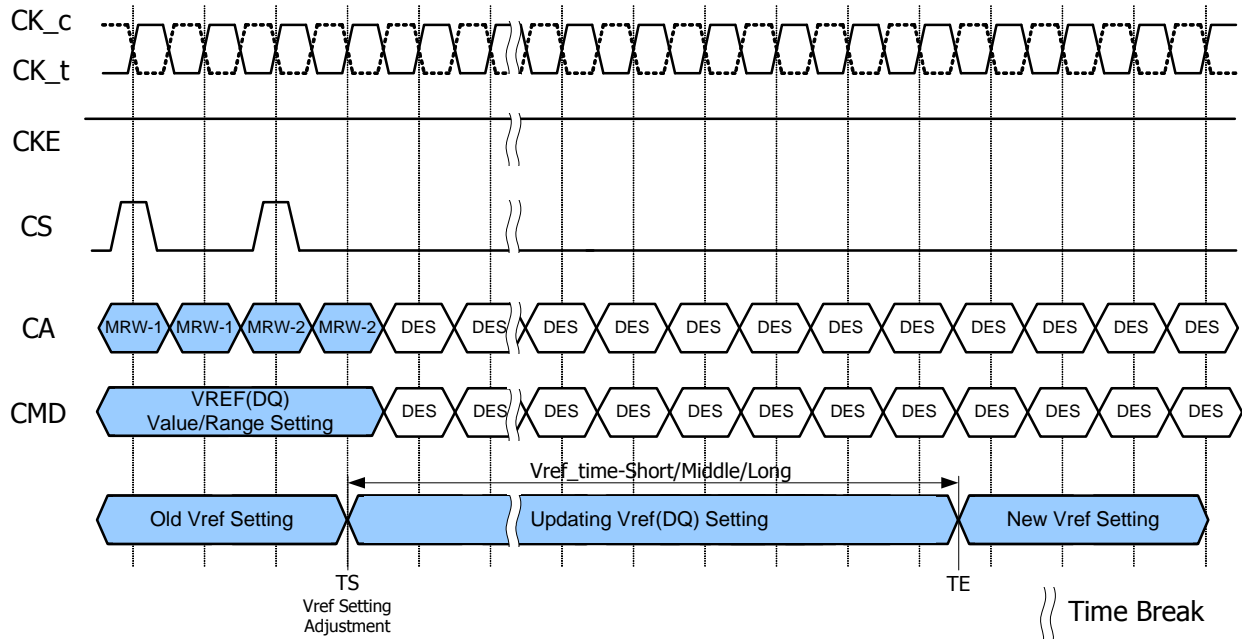 CK_c
CK_t
CKE
CS
CA
MRW-1 MRW-1 MRW-2 MRW-2 DES DES DES DES DES DES DES DES DES DES DES DES
CMD
VREF(DQ)
Value/Range Setting
DES DES DES DES DES DES DES DES DES DES DES DES
Vref_time-Short/Middle/Long
Old Vref Setting
Updating Vref(DQ) Setting
New Vref Setting
TS
Vref Setting
Adjustment
TE
Time Break